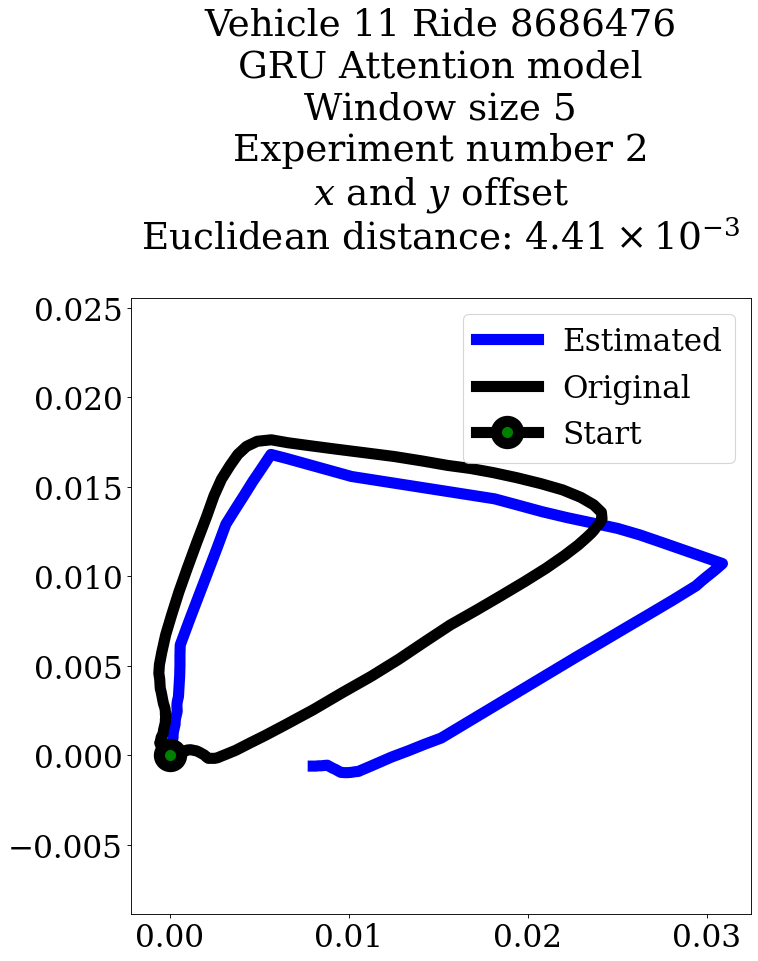 Vehicle 11 Ride 8686476
GRU Attention model
Window size 5
Experiment number 2
x and y offset
Euclidean distance: 4.41 × 10⁻³
0.025
0.020
0.015
0.010
0.005
0.000
−0.005
Estimated
Original
Start
0.00 0.01 0.02 0.03